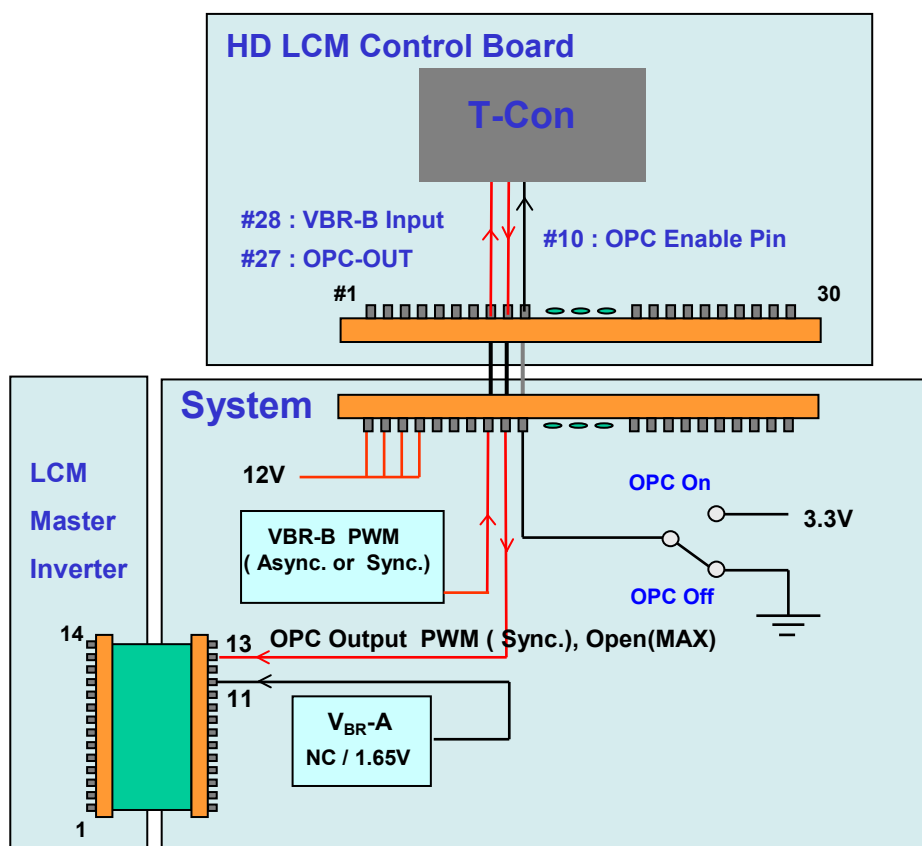 HD LCM Control Board
T-Con
#28 : VBR-B Input
#27 : OPC-OUT
#10 : OPC Enable Pin
#1
30
System
LCM
Master
Inverter
12V
OPC On
3.3V
VBR-B PWM
( Async. or Sync.)
OPC Off
14
13
OPC Output PWM ( Sync.), Open(MAX)
11
VBR-A
NC / 1.65V
1